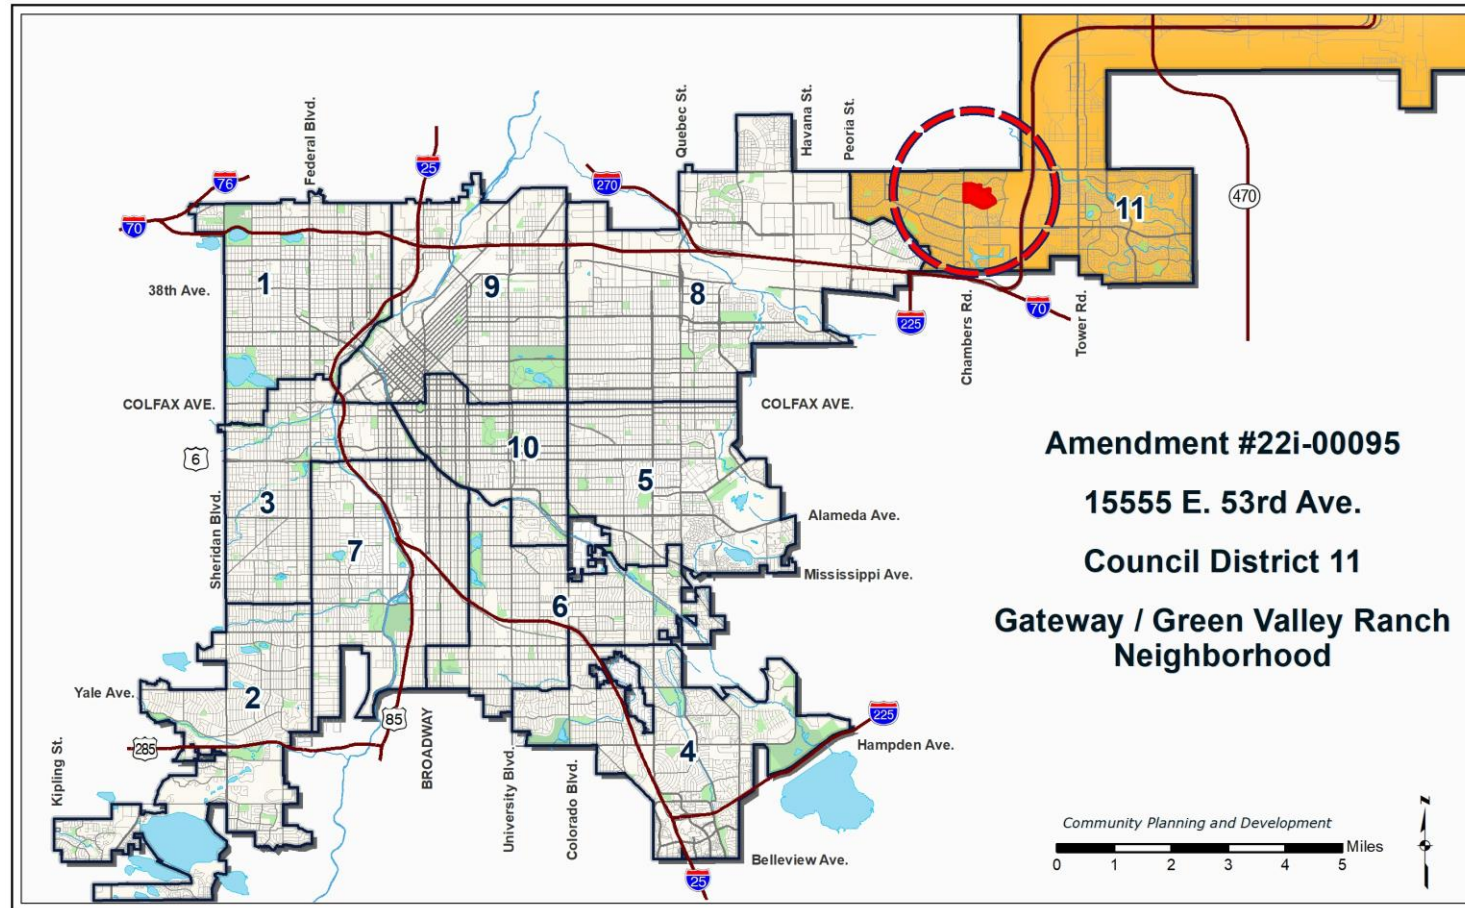 Federal Blvd.
Quebec St.
Havana St.
Peoria St.
76
25
270
70
11
470
1
9
8
38th Ave.
225
Chambers Rd.
70
Tower Rd.
COLFAX AVE.
COLFAX AVE.
6
10
5
3
Sheridan Blvd.
7
Alameda Ave.
Mississippi Ave.
6
Yale Ave.
2
85
BROADWAY
285
Kipling St.
University Blvd.
Colorado Blvd.
4
225
Hampden Ave.
Belleview Ave.
25
Amendment #22i-00095
15555 E. 53rd Ave.
Council District 11
Gateway / Green Valley Ranch
Neighborhood
Community Planning and Development
Miles
0 1 2 3 4 5
N